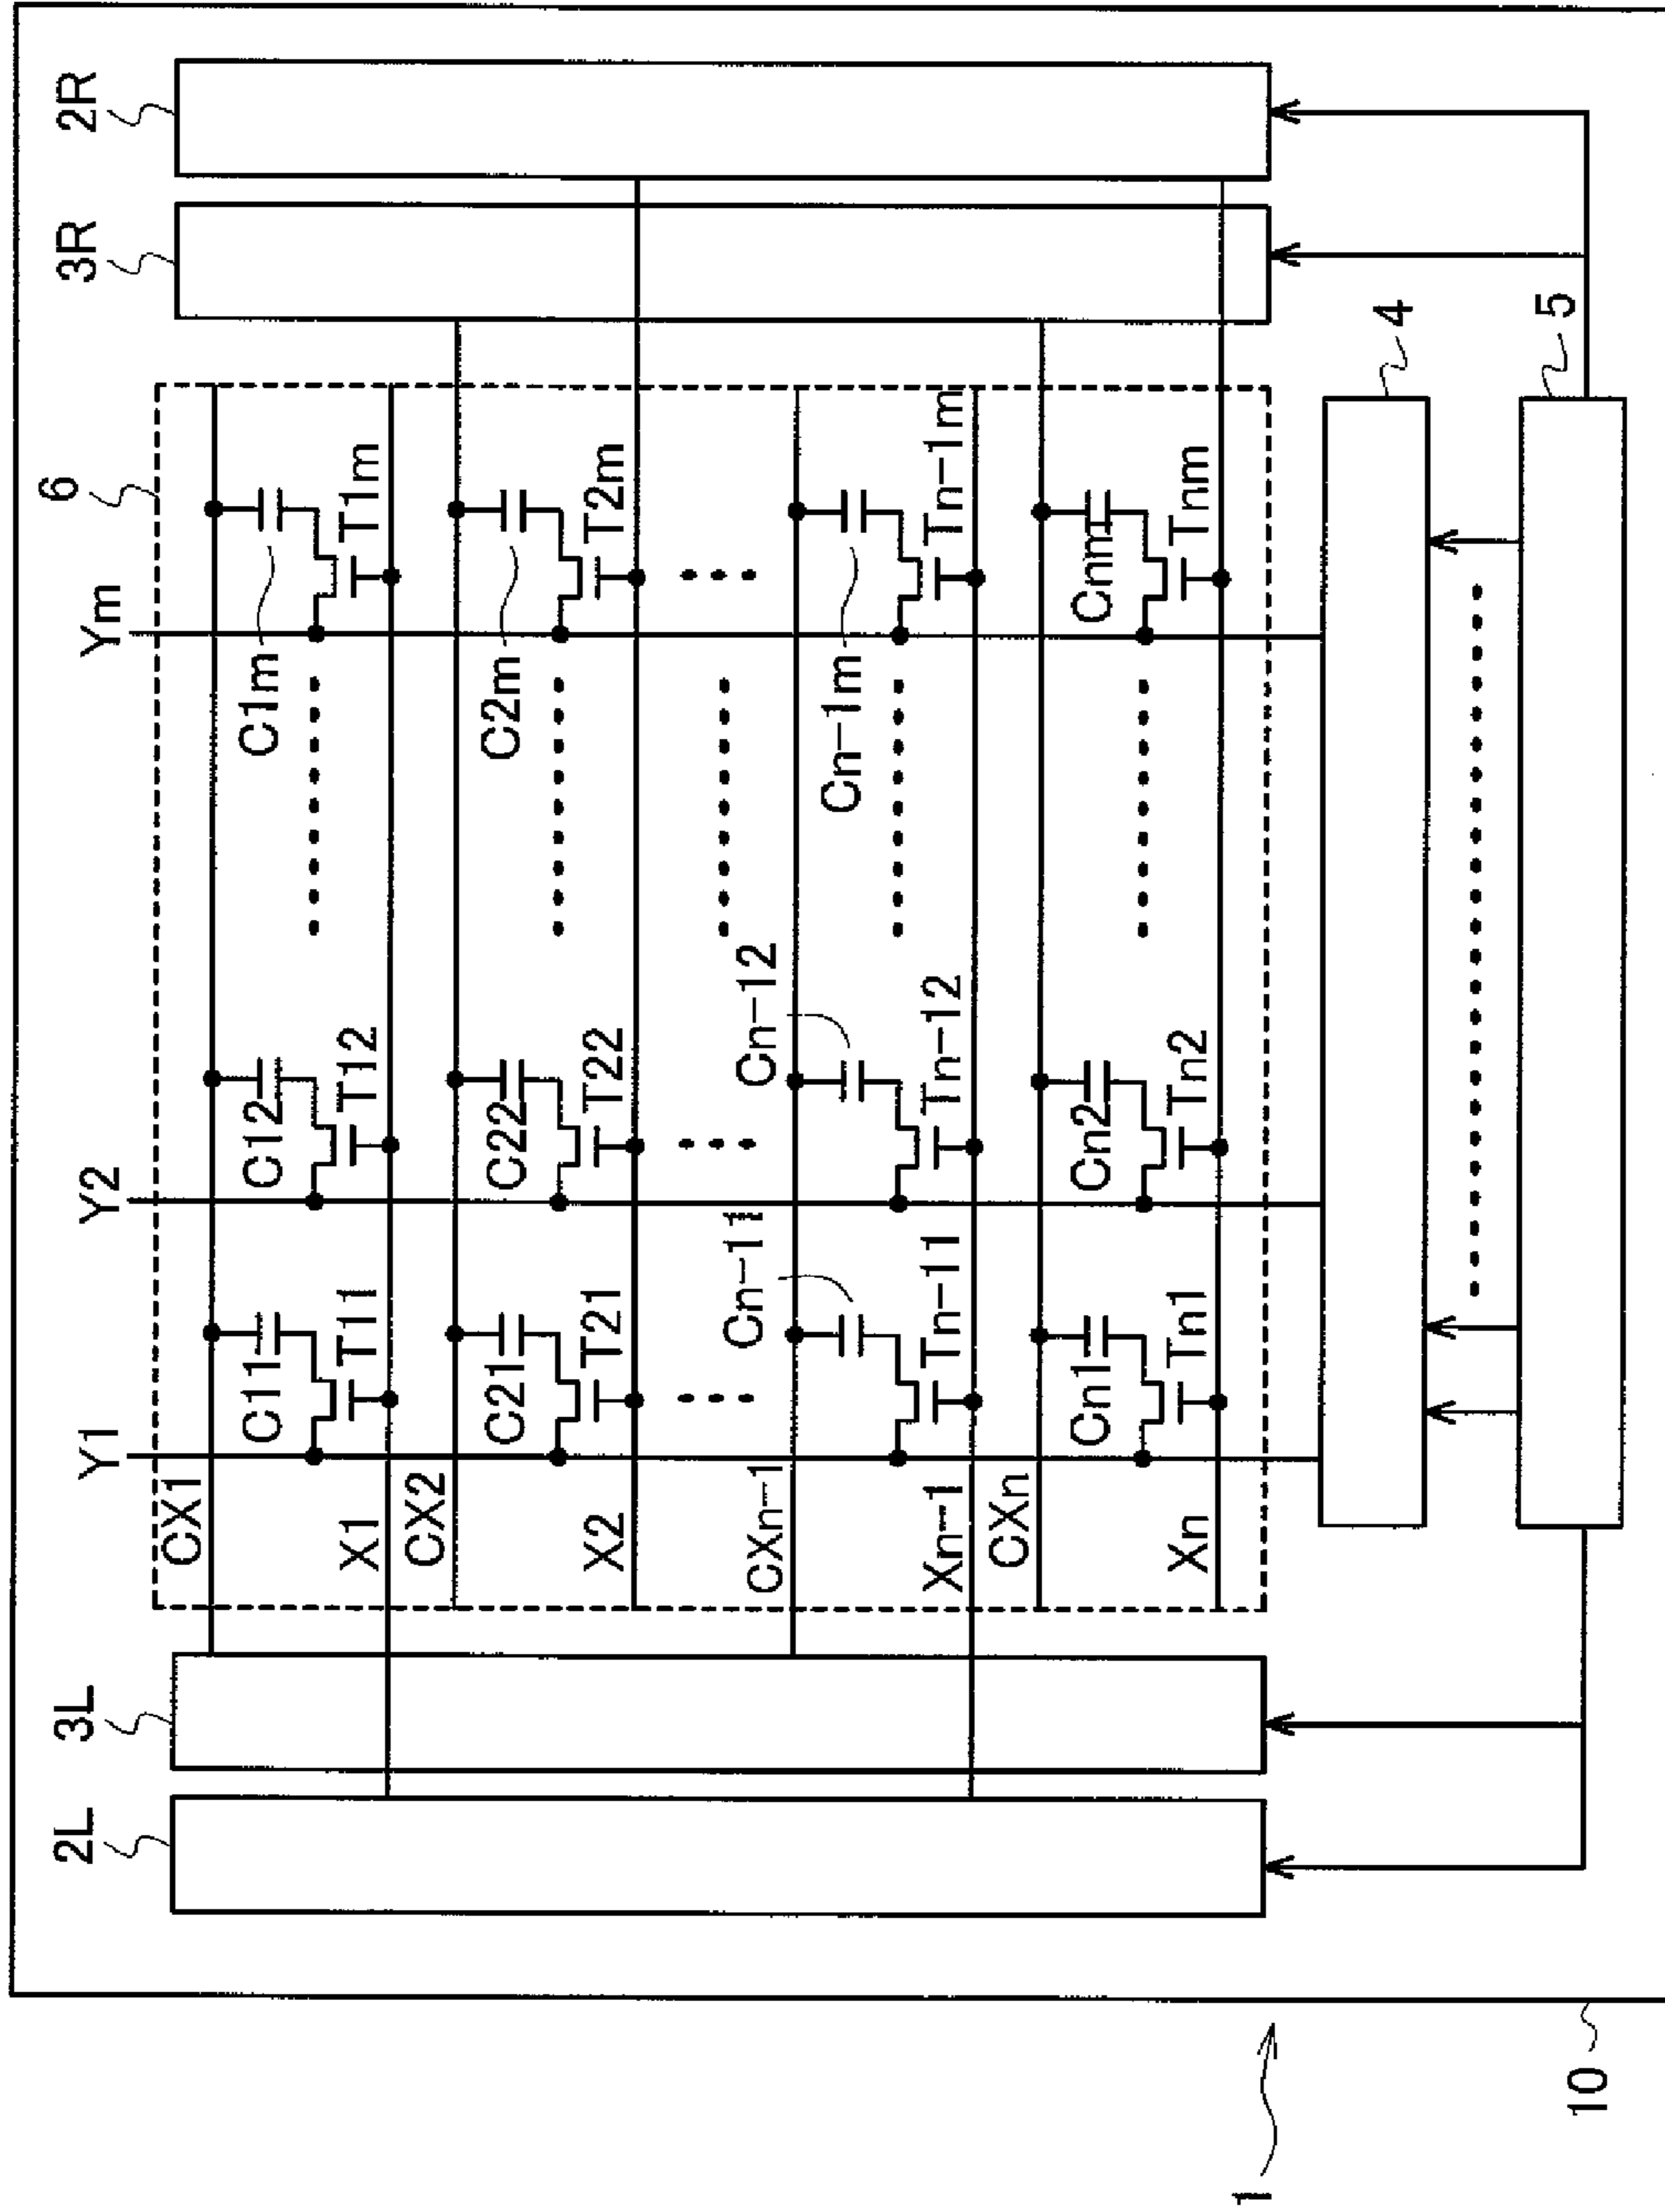 2L
3L
6
3R
2R
Y1
Y2
Ym
CX1
C11
C12
C1m
T11
T12
T1m
X1
CX2
C21
C22
C2m
T21
T22
T2m
X2
Cn-11
Cn-12
CXn-1
Cn-1m
Tn-11
Tn-12
Tn-1m
Xn-1
CXn
Cn1
Cn2
Cnm
Tn1
Tn2
Tnm
Xn
4
5
1
10